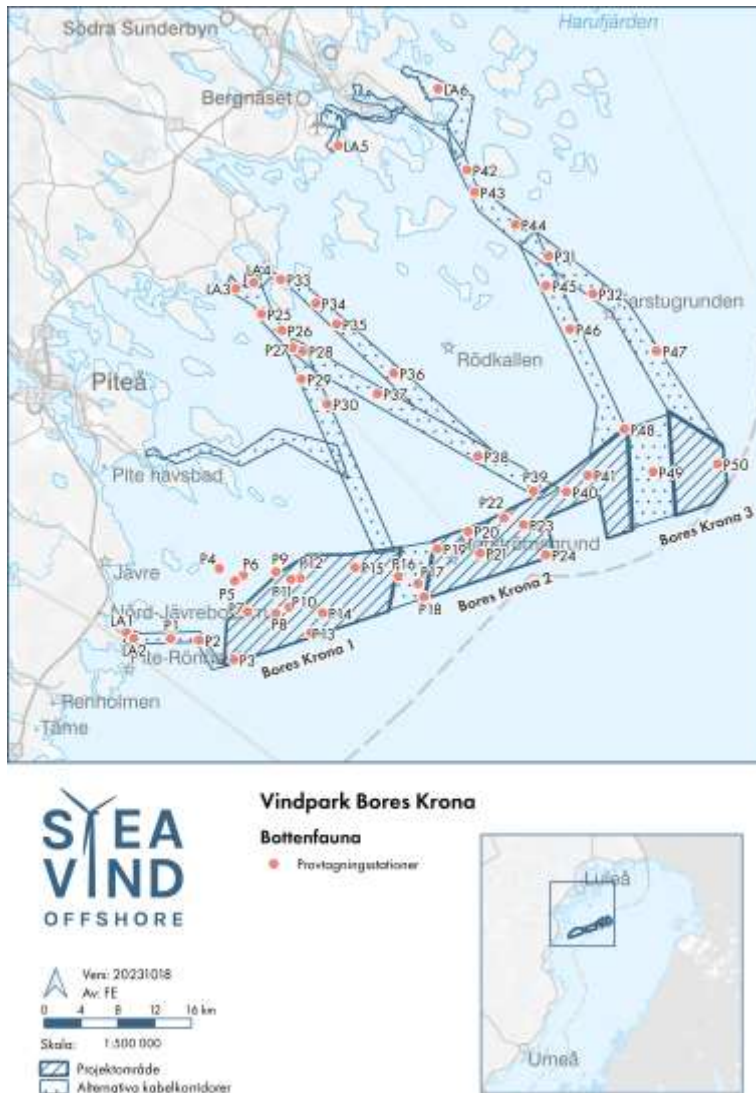 Södra Sunderbyn
Harufjärden
Bergnäset
LA6
LA5
P42
P43
P44
P31
P45
P32
P46
P47
LA4
LA3
P33
P34
P25
P35
P26
P27
P28
Rödkallen
P29
P36
P37
P30
Piteå
P48
Pite havsbad
P38
P49
P50
P39
P41
P40
P22
P23
Bores Krona 3
P20
P19
P21
P24
P4
P6
P9
P12
P15
P16
P17
Jävre
P5
P11
P18
Bores Krona 2
P7
P10
P8
P14
LA1
P1
LA2
P2
P13
P3
Bores Krona 1
Renholmen
Tåme
SVEA
VIND
OFFSHORE
Vindpark Bores Krona
Bottenfauna
Provtagningsstationer
Vers: 20231018
Av: FE
0 4 8 12 16 km
Skala: 1:500 000
Projektområde
Alternativa kabelkorridorer
Luleå
Umeå